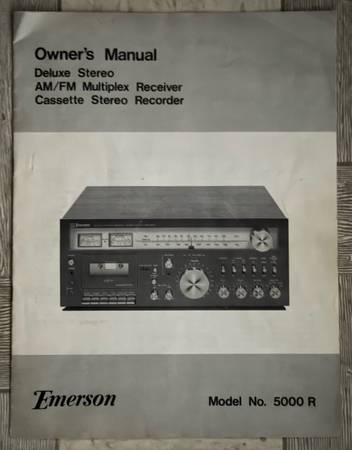 Owner's Manual
Deluxe Stereo
AM/FM Multiplex Receiver
Cassette Stereo Recorder
Emerson
Model No. 5000 R